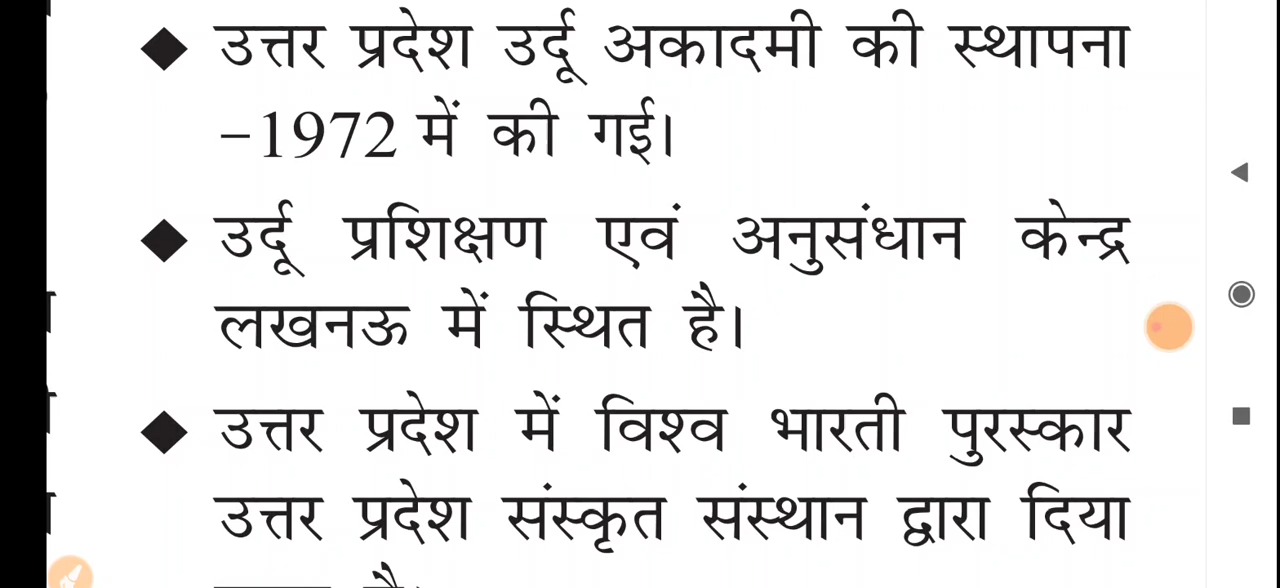 ◆ उत्तर प्रदेश उर्दू अकादमी की स्थापना
–1972 में की गई।
◆ उर्दू प्रशिक्षण एवं अनुसंधान केन्द्र
लखनऊ में स्थित है।
◆ उत्तर प्रदेश में विश्व भारती पुरस्कार
उत्तर प्रदेश संस्कृत संस्थान द्वारा दिया